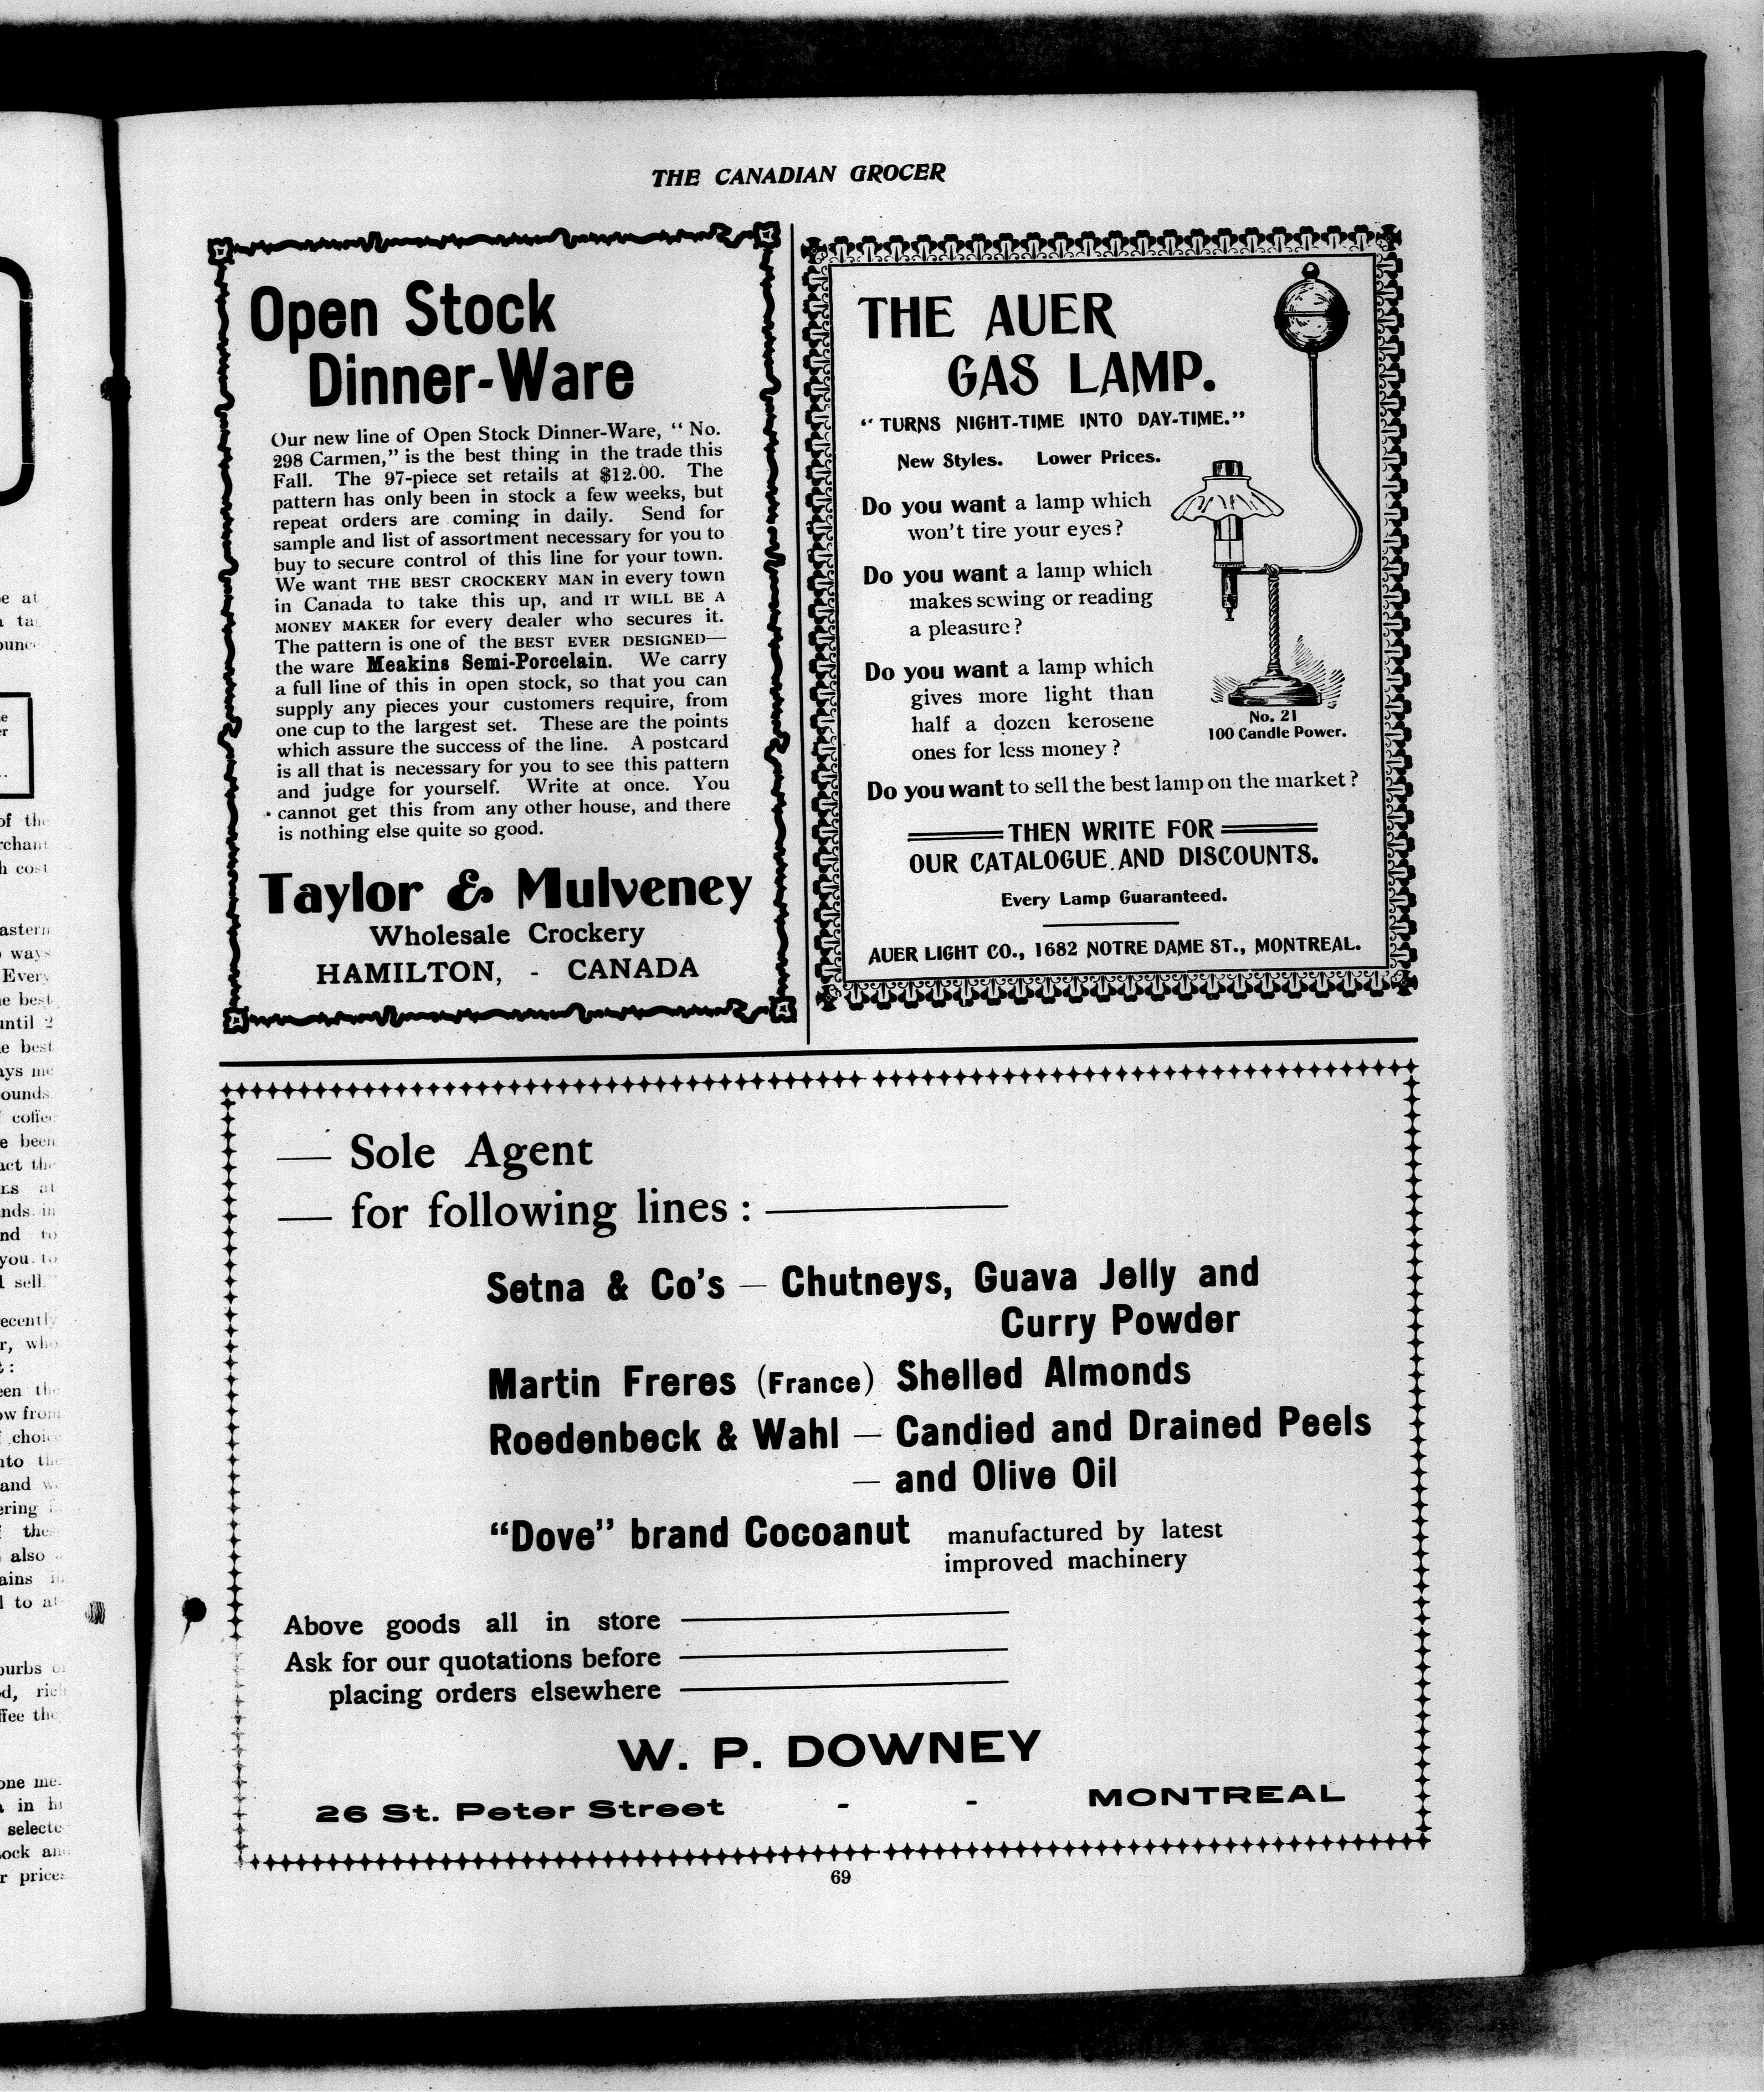 THE CANADIAN GROCER
Open Stock
Dinner-Ware
Our new line of Open Stock Dinner-Ware, “ No.
298 Carmen,” is the best thing in the trade this
Fall. The 97-piece set retails at $12.00. The
pattern has only been in stock a few weeks, but
repeat orders are coming in daily. Send for
sample and list of assortment necessary for you to
buy to secure control of this line for your town.
We want THE BEST CROCKERY MAN in every town
in Canada to take this up, and IT WILL BE A
MONEY MAKER for every dealer who secures it.
The pattern is one of the BEST EVER DESIGNED—
the ware Meakins Semi-Porcelain. We carry
a full line of this in open stock, so that you can
supply any pieces your customers require, from
one cup to the largest set. These are the points
which assure the success of the line. A postcard
is all that is necessary for you to see this pattern
and judge for yourself. Write at once. You
cannot get this from any other house, and there
is nothing else quite so good.
Taylor & Mulveney
Wholesale Crockery
HAMILTON, - CANADA
THE AUER
GAS LAMP.
“ TURNS NIGHT-TIME INTO DAY-TIME.”
New Styles. Lower Prices.
Do you want a lamp which
won’t tire your eyes ?
Do you want a lamp which
makes sewing or reading
a pleasure ?
Do you want a lamp which
gives more light than
half a dozen kerosene
ones for less money ?
No. 21
100 Candle Power.
Do you want to sell the best lamp on the market ?
THEN WRITE FOR
OUR CATALOGUE AND DISCOUNTS.
Every Lamp Guaranteed.
AUER LIGHT CO., 1682 NOTRE DAME ST., MONTREAL.
— Sole Agent
— for following lines : —
Setna & Co’s — Chutneys, Guava Jelly and
Curry Powder
Martin Freres (France) Shelled Almonds
Roedenbeck & Wahl — Candied and Drained Peels
— and Olive Oil
“Dove” brand Cocoanut manufactured by latest
improved machinery
Above goods all in store
Ask for our quotations before
placing orders elsewhere
W. P. DOWNEY
26 St. Peter Street - - MONTREAL
69